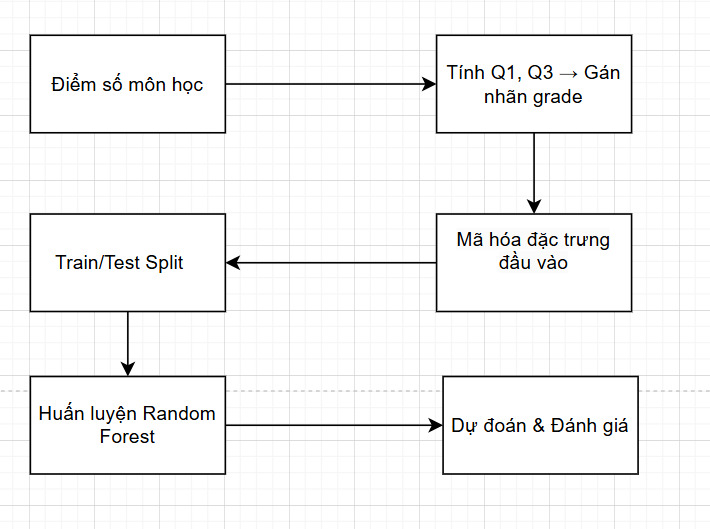 Điểm số môn học
Tính Q1, Q3 → Gán
nhãn grade
Mã hóa đặc trưng
đầu vào
Train/Test Split
Huấn luyện Random
Forest
Dự đoán & Đánh giá